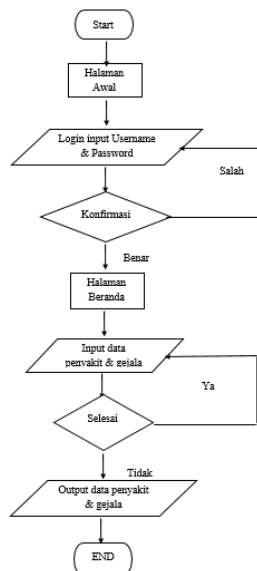 Start
Halaman
Awal
Login input Username
& Password
Salah
Konfirmasi
Benar
Halaman
Beranda
Input data
penyakit & gejala
Ya
Selesai
Tidak
Output data penyakit
& gejala
END